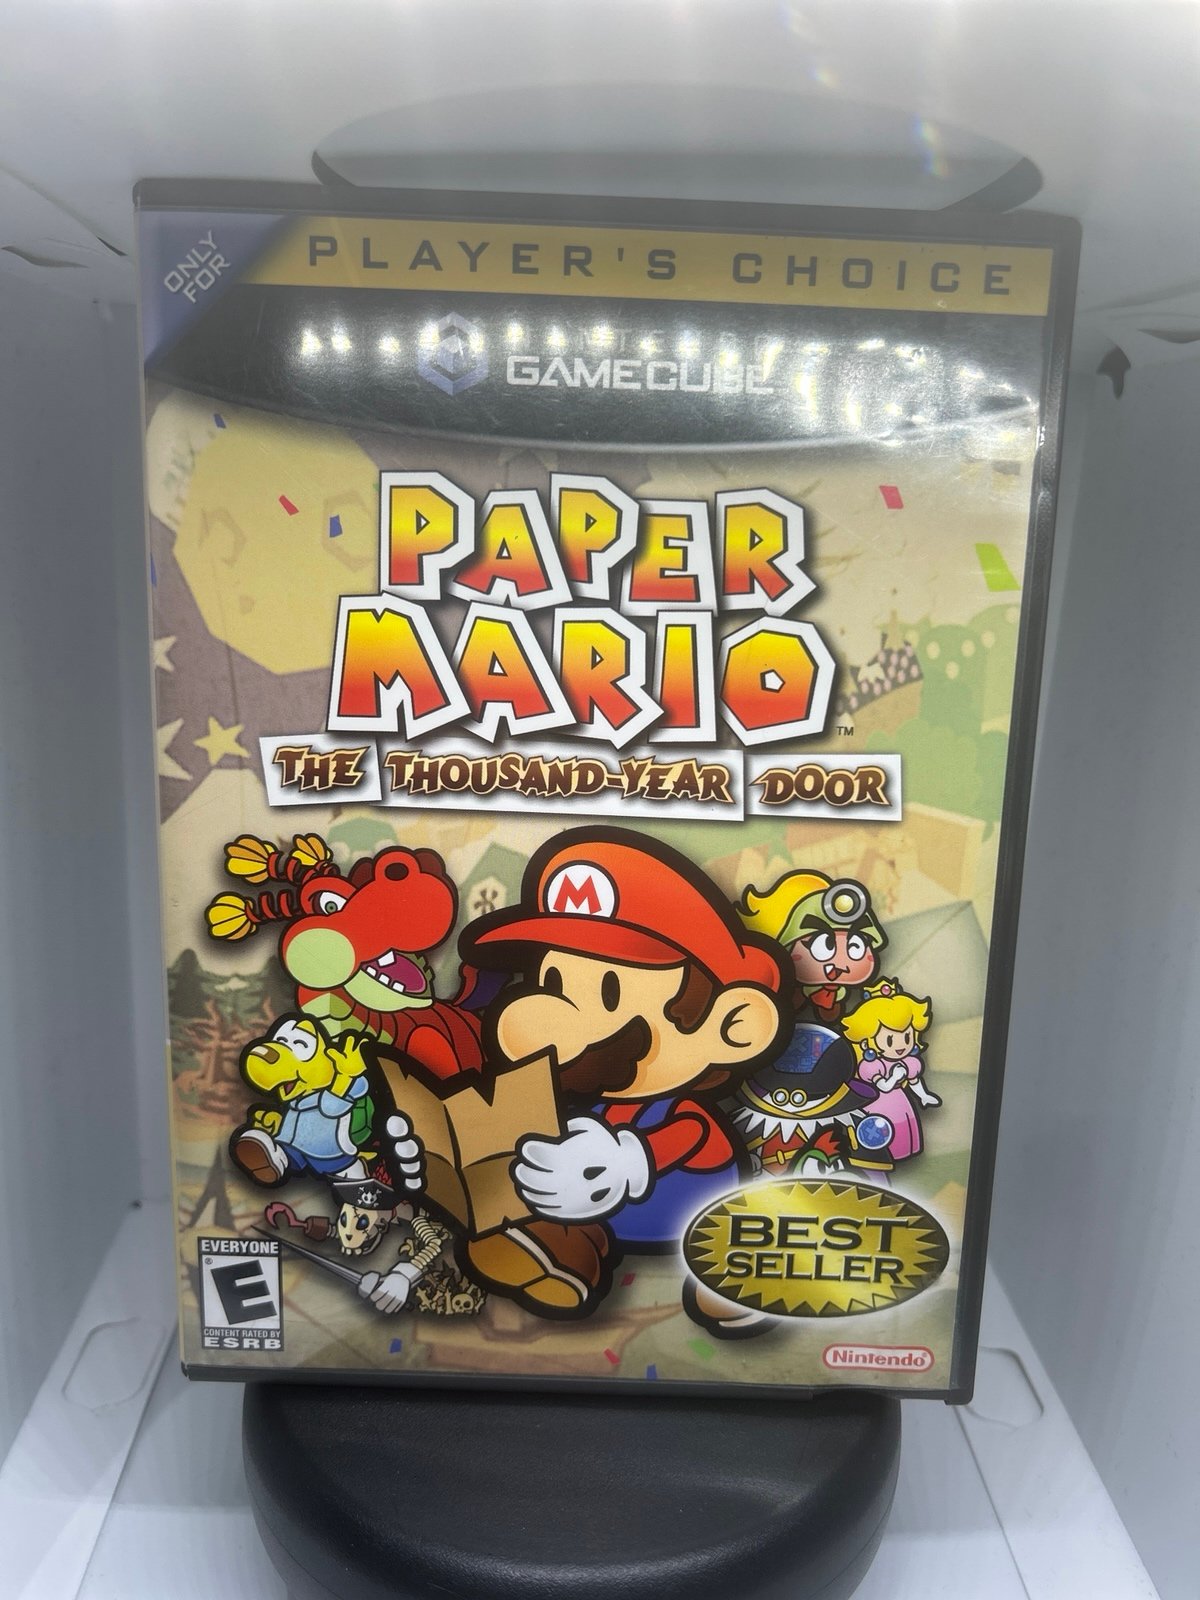 ONLY
FOR
PLAYER'S CHOICE
GAMECUBE
PAPER
MARIO
TM
THE THOUSAND-YEAR DOOR
M
BEST
SELLER
EVERYONE
E
®
CONTENT RATED BY
ESRB
Nintendo®